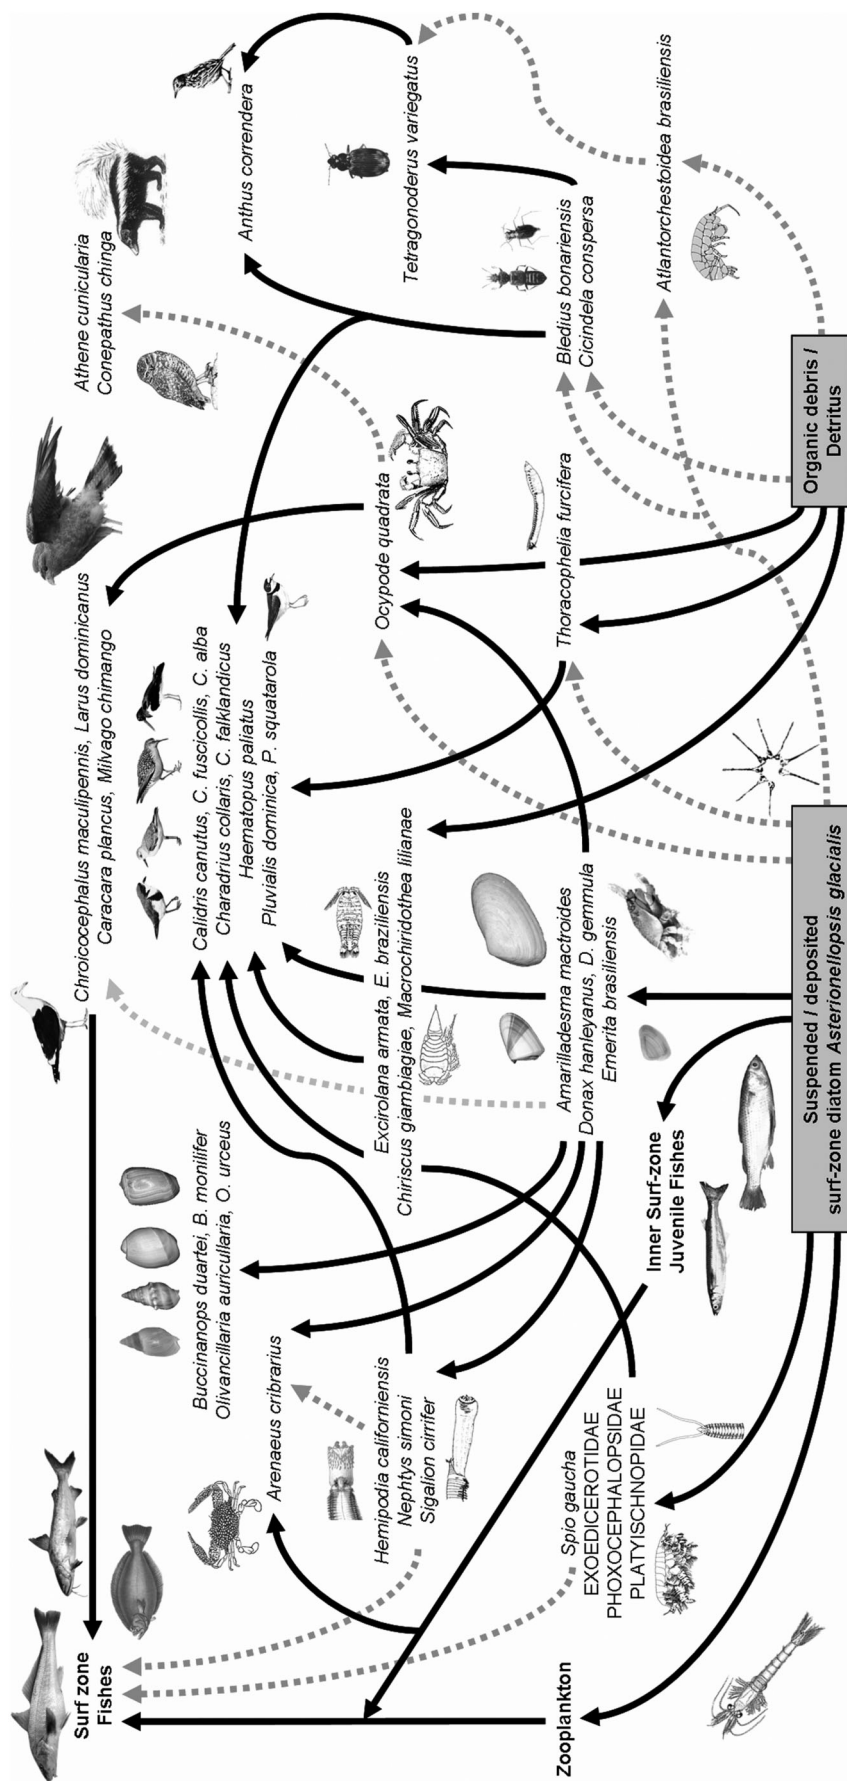 Surf zone
Fishes
Chroicocephalus maculipennis, Larus dominicanus
Caracara plancus, Milvago chimango
Athene cunicularia
Conepathus chinga
Buccinanops duartei, B. monilifer
Olivancillaria auricullaria, O. urceus
Calidris canutus, C. fuscicollis, C. alba
Charadrius collaris, C. falklandicus
Haematopus paliatus
Pluvialis dominica, P. squatarola
Anthus correndera
Arenaeus cribrarius
Hemipodia californiensis
Nephtys simoni
Sigalion cirrifer
Excirolana armata, E. braziliensis
Chiriscus giambiagiae, Macrochiridothea lilianae
Ocypode quadrata
Tetragonoderus variegatus
Zooplankton
Spio gaucha
EXOEDICEROTIDAE
PHOXOCEPHALOPSIDAE
PLATYISCHNOPIDAE
Inner Surf-zone
Juvenile Fishes
Amarilladesma mactroides
Donax hanleyanus, D. gemmula
Emerita brasiliensis
Thoracophelia furcifera
Bledius bonariensis
Cicindela conspersa
Atlantorchestoidea brasiliensis
Suspended / deposited
surf-zone diatom Asterionellopsis glacialis
Organic debris /
Detritus